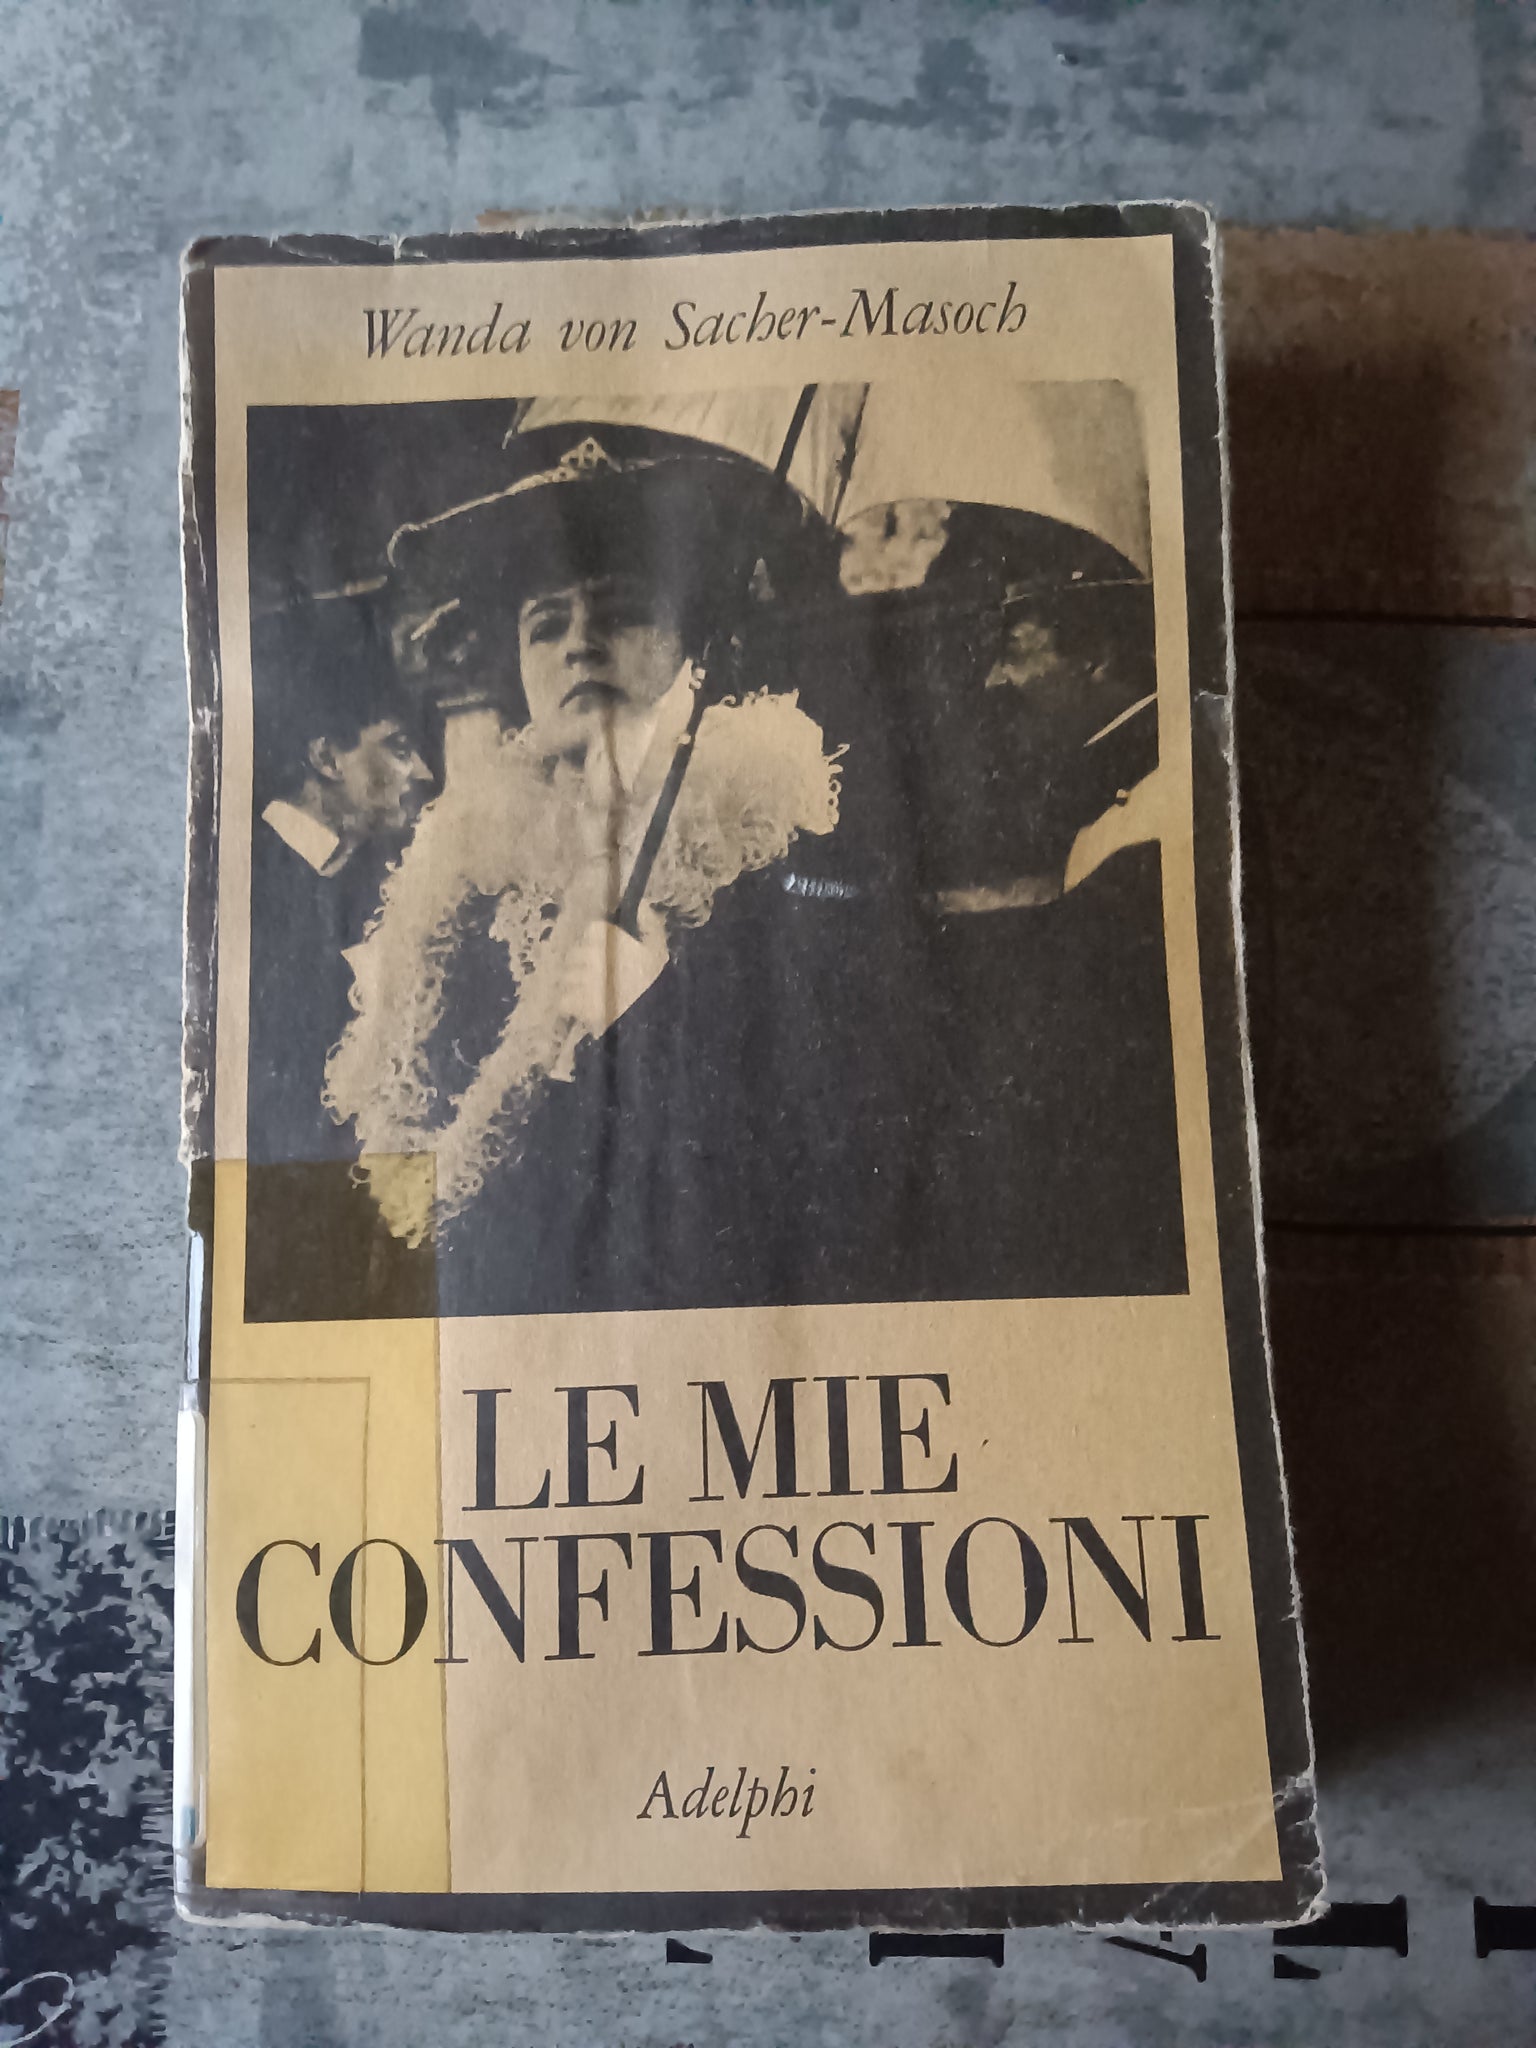 Wanda von Sacher-Masoch
LE MIE
CONFESSIONI
Adelphi